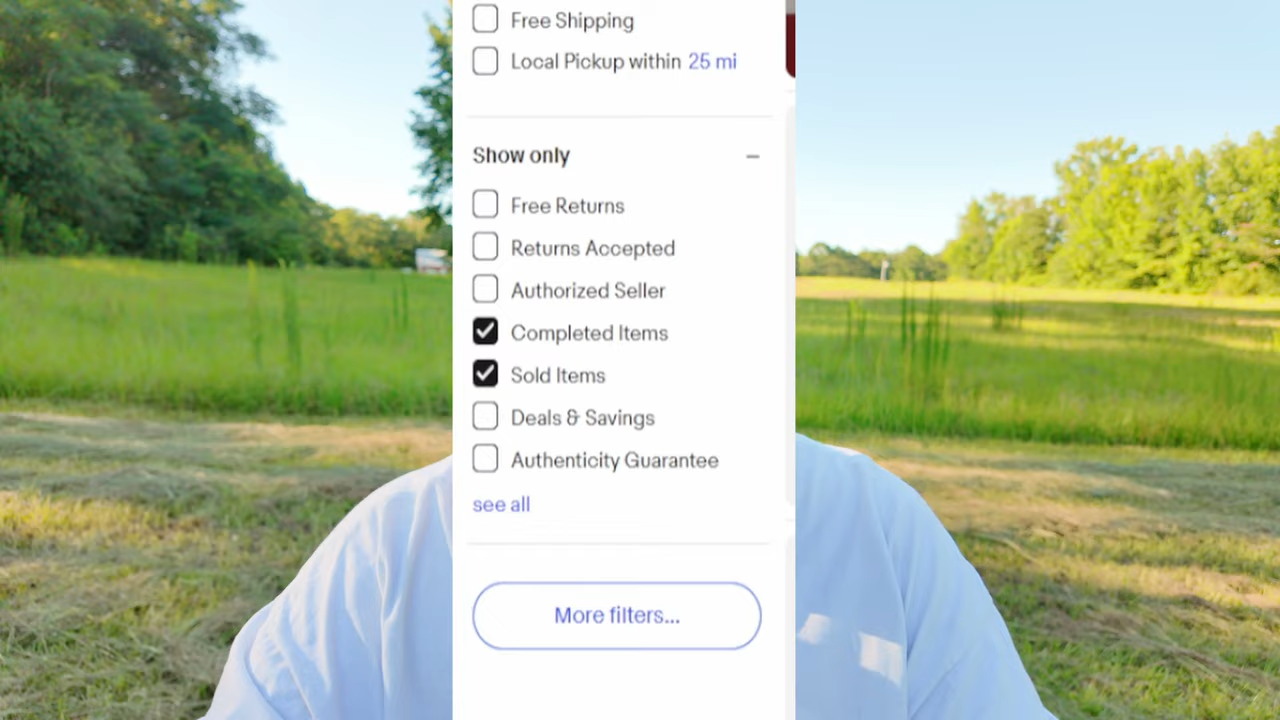 Free Shipping
Local Pickup within 25 mi
Show only
Free Returns
Returns Accepted
Authorized Seller
Completed Items
Sold Items
Deals & Savings
Authenticity Guarantee
see all
More filters...